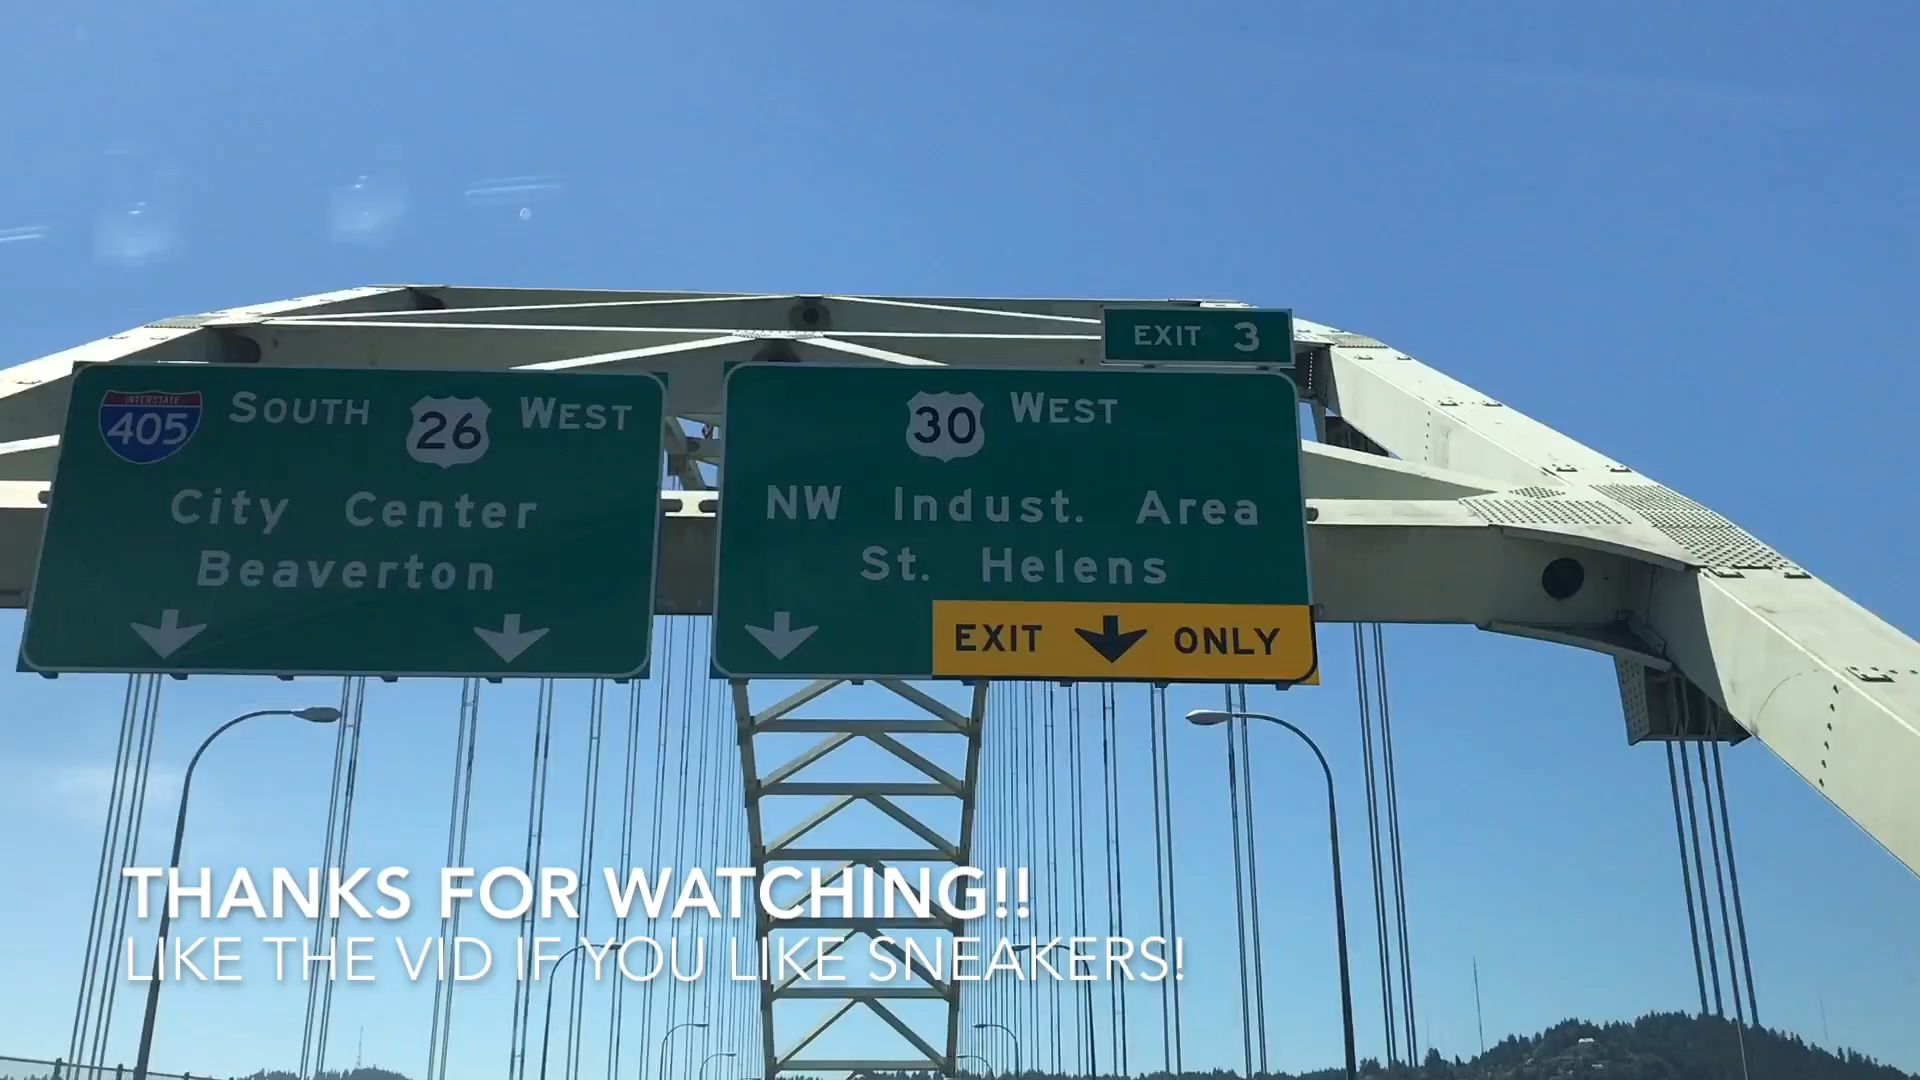 EXIT 3
INTERSTATE 405 SOUTH 26 WEST
City Center
Beaverton
30 WEST
NW Indust. Area
St. Helens
EXIT ONLY
THANKS FOR WATCHING!!
LIKE THE VID IF YOU LIKE SNEAKERS!